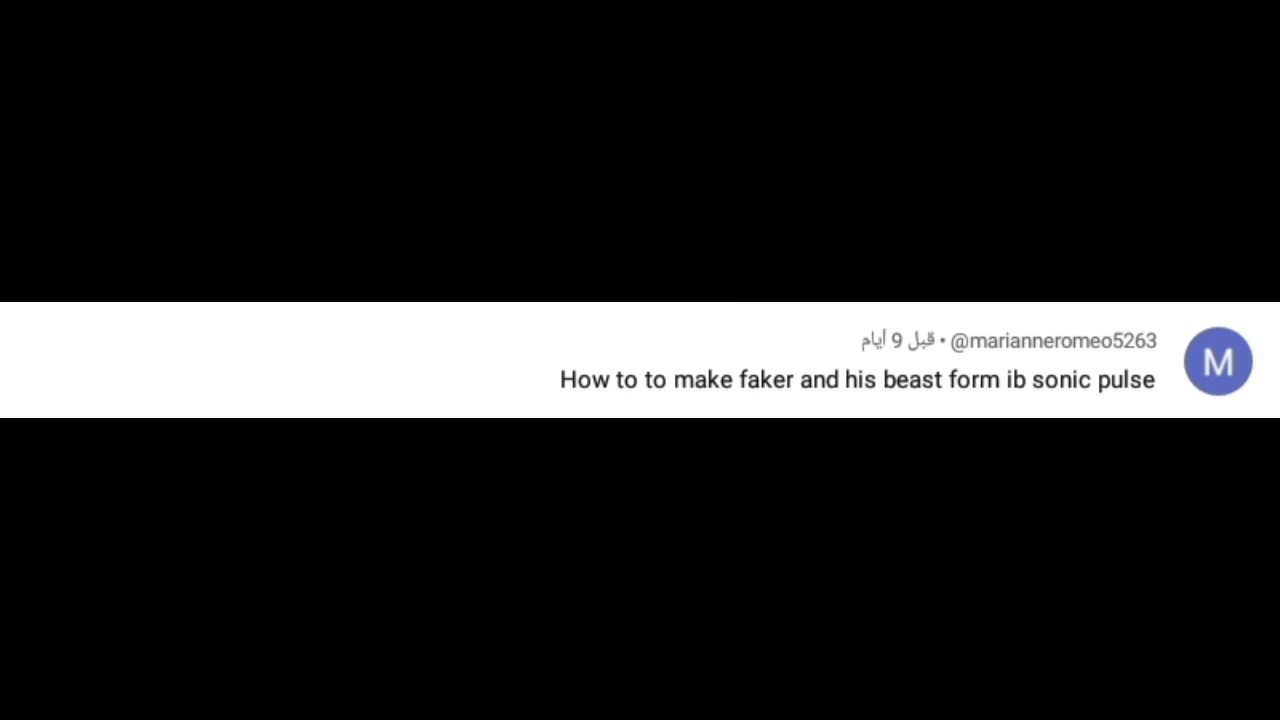 @marianneromeo5263 • قبل 9 أيام
M
How to to make faker and his beast form ib sonic pulse